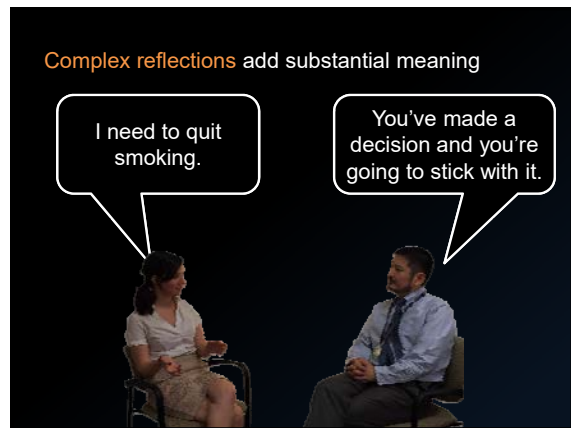 Complex reflections add substantial meaning
I need to quit
smoking.
You’ve made a
decision and you’re
going to stick with it.